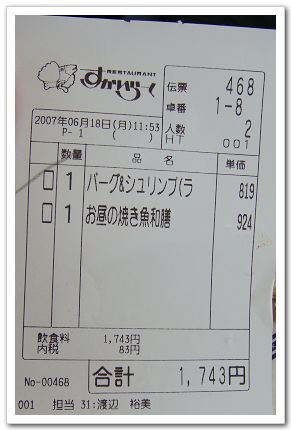 RESTAURANT
すかいらーく
伝票 468
卓番 1-8
2007年06月18日(月)11:53
人数 2
P- 1 ( )
HT 001
数量 品 名 単価
□ 1 バーグ&シュリンプ(ラ 819
□ 1 お昼の焼き魚和膳 924
飲食料 1,743円
内税 83円
No-00468
合計 1,743円
001 担当 31:渡辺 裕美